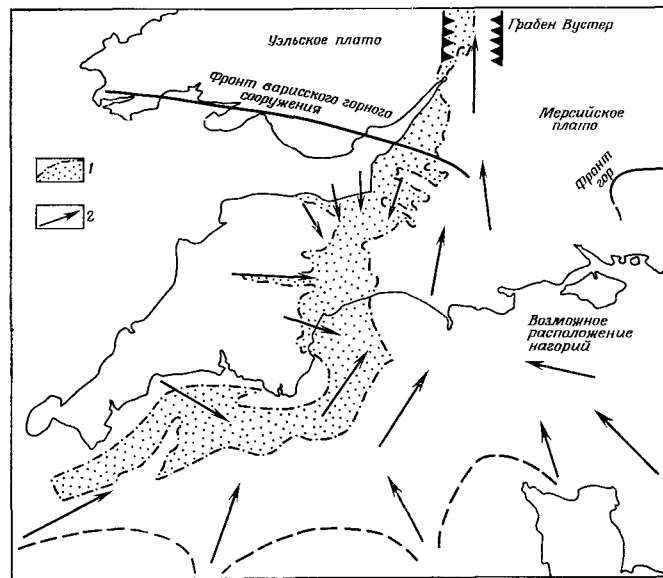 Грабен Вустер
Уэльское плато
Фронт варисского горного
сооружения
Мерсийское
плато
Фронт
гор
1
2
Возможное
расположение
нагорий